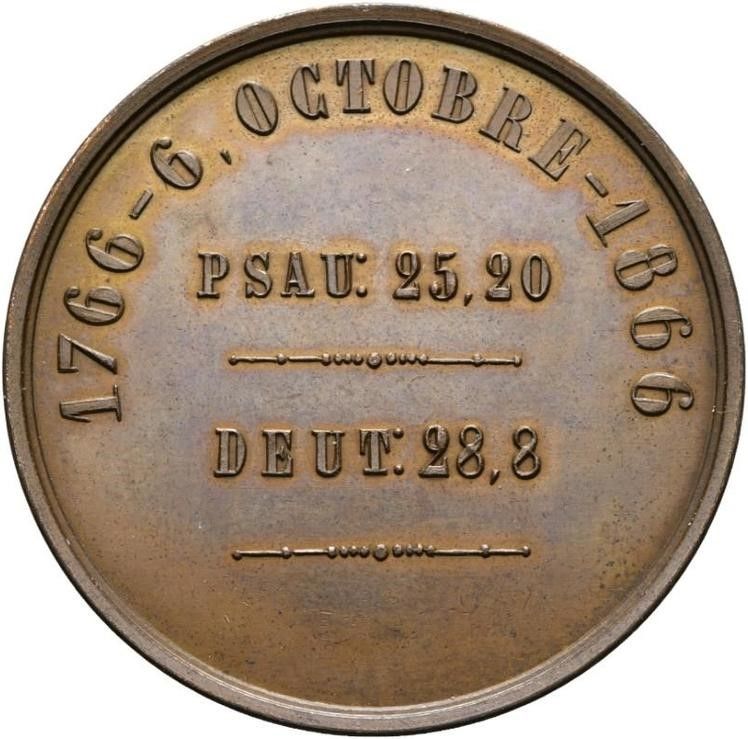 1766-6, OCTOBRE-1866
PSAU: 25,20
DEUT: 28,8